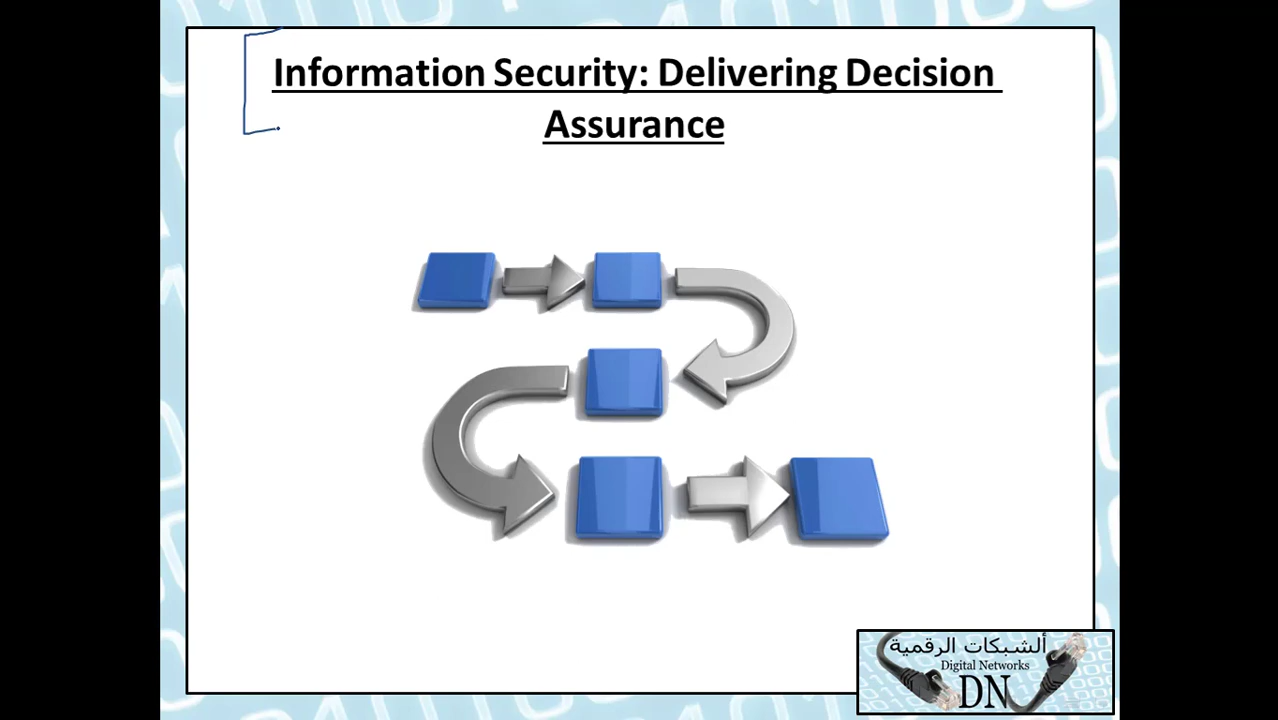 Information Security: Delivering Decision
Assurance
ألشبكات الرقمية
Digital Networks
DN